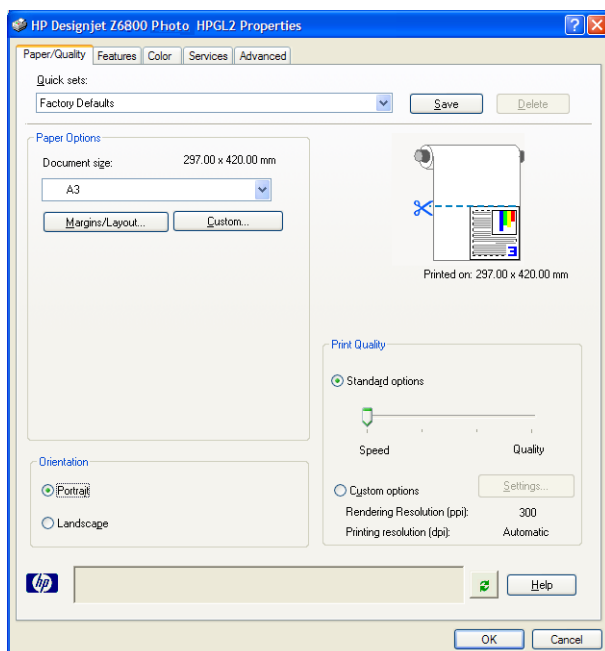 HP Designjet Z6800 Photo HPGL2 Properties
Paper/Quality Features Color Services Advanced
Quick sets:
Factory Defaults Save Delete
Paper Options
Document size: 297.00 x 420.00 mm
A3
Margins/Layout... Custom...
Printed on: 297.00 x 420.00 mm
Print Quality
Standard options
Speed Quality
Custom options Settings...
Rendering Resolution (ppi): 300
Printing resolution (dpi): Automatic
Orientation
Portrait
Landscape
hp Help
OK Cancel